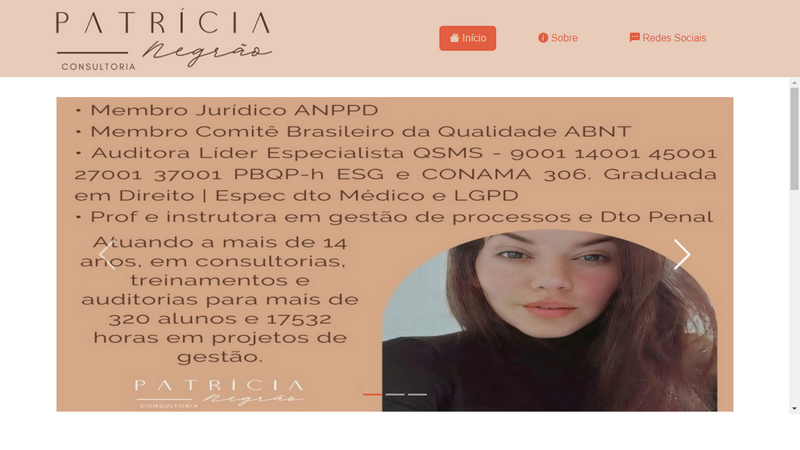 PATRÍCIA
Negrão
CONSULTORIA
Início
Sobre
Redes Sociais
• Membro Jurídico ANPPD
• Membro Comitê Brasileiro da Qualidade ABNT
• Auditora Líder Especialista QSMS - 9001 14001 45001
27001 37001 PBQP-h ESG e CONAMA 306. Graduada
em Direito | Espec dto Médico e LGPD
• Prof e instrutora em gestão de processos e Dto Penal
Atuando a mais de 14
anos, em consultorias,
treinamentos e
auditorias para mais de
320 alunos e 17532
horas em projetos de
gestão.
PATRÍCIA
Negrão
CONSULTORIA